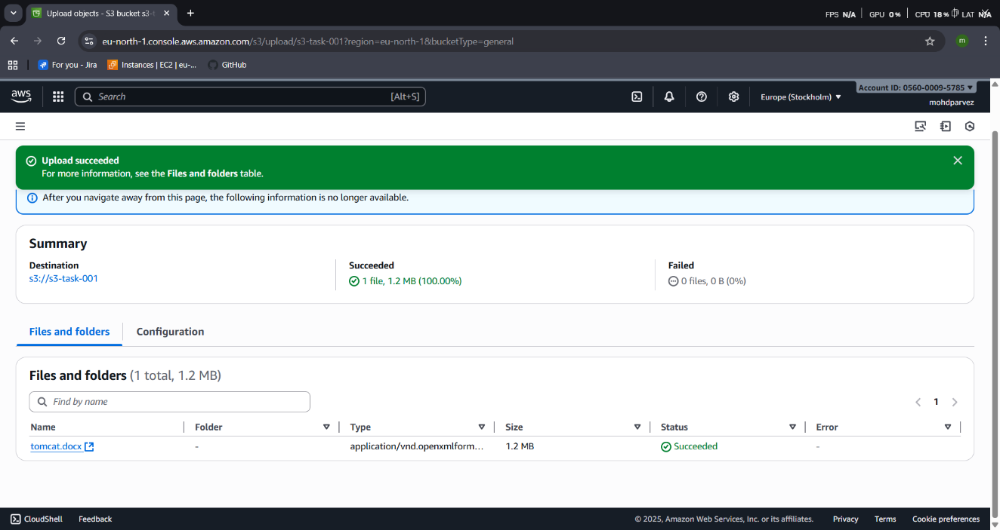 Upload objects - S3 bucket s3-t
FPS N/A GPU 0% CPU 18% LAT N/A
eu-north-1.console.aws.amazon.com/s3/upload/s3-task-001?region=eu-north-1&bucketType=general
m
For you - Jira Instances | EC2 | eu-... GitHub
aws Search [Alt+S] Europe (Stockholm) ▼ Account ID: 0560-0009-5785 ▼
mohdparvez
Upload succeeded
For more information, see the Files and folders table.
After you navigate away from this page, the following information is no longer available.
Summary
Destination Succeeded Failed
s3://s3-task-001 1 file, 1.2 MB (100.00%) 0 files, 0 B (0%)
Files and folders Configuration
Files and folders (1 total, 1.2 MB)
Find by name 1
Name Folder Type Size Status Error
tomcat.docx - application/vnd.openxmlform... 1.2 MB Succeeded -
CloudShell Feedback © 2025, Amazon Web Services, Inc. or its affiliates. Privacy Terms Cookie preferences